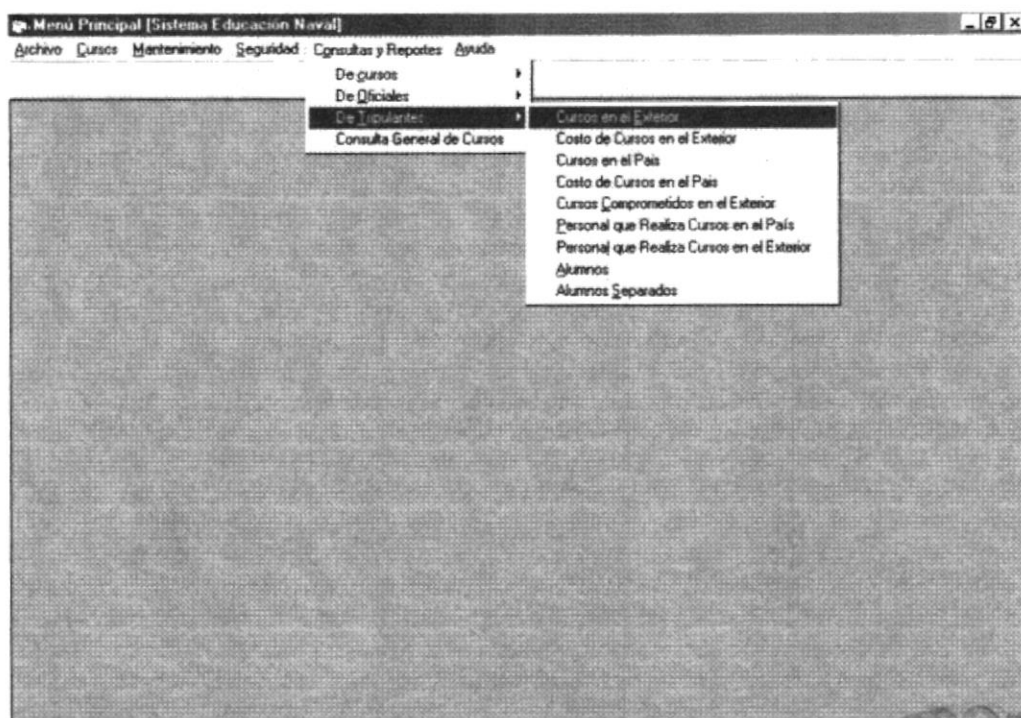 Menú Principal [Sistema Educación Naval]
Archivo Cursos Mantenimiento Seguridad Consultas y Reportes Ayuda
De cursos
De Oficiales
De Tripulantes
Consulta General de Cursos
Cursos en el Exterior
Costo de Cursos en el Exterior
Cursos en el Pais
Costo de Cursos en el Pais
Cursos Comprometidos en el Exterior
Personal que Realiza Cursos en el País
Personal que Realiza Cursos en el Exterior
Alumnos
Alumnos Separados